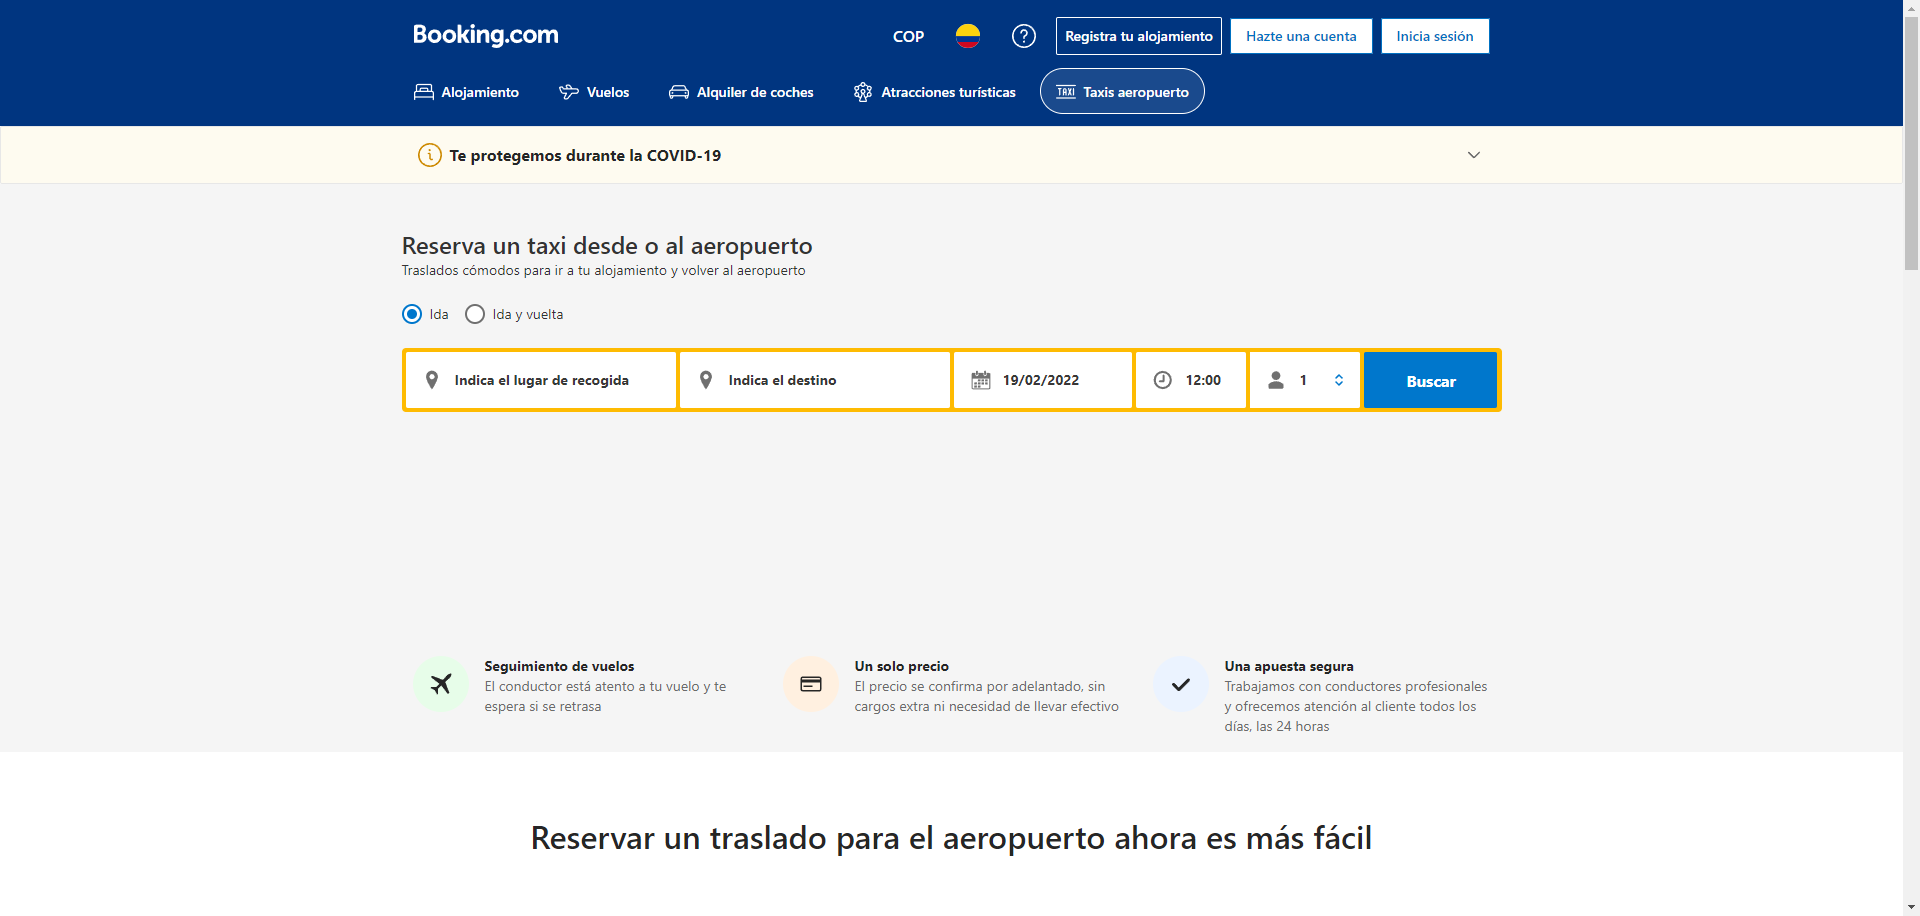 Booking.com
COP
Registra tu alojamiento
Hazte una cuenta
Inicia sesión
Alojamiento
Vuelos
Alquiler de coches
Atracciones turísticas
TAXI Taxis aeropuerto
Te protegemos durante la COVID-19
Reserva un taxi desde o al aeropuerto
Traslados cómodos para ir a tu alojamiento y volver al aeropuerto
Ida
Ida y vuelta
Indica el lugar de recogida
Indica el destino
19/02/2022
12:00
1
Buscar
Seguimiento de vuelos
El conductor está atento a tu vuelo y te
espera si se retrasa
Un solo precio
El precio se confirma por adelantado, sin
cargos extra ni necesidad de llevar efectivo
Una apuesta segura
Trabajamos con conductores profesionales
y ofrecemos atención al cliente todos los
días, las 24 horas
Reservar un traslado para el aeropuerto ahora es más fácil